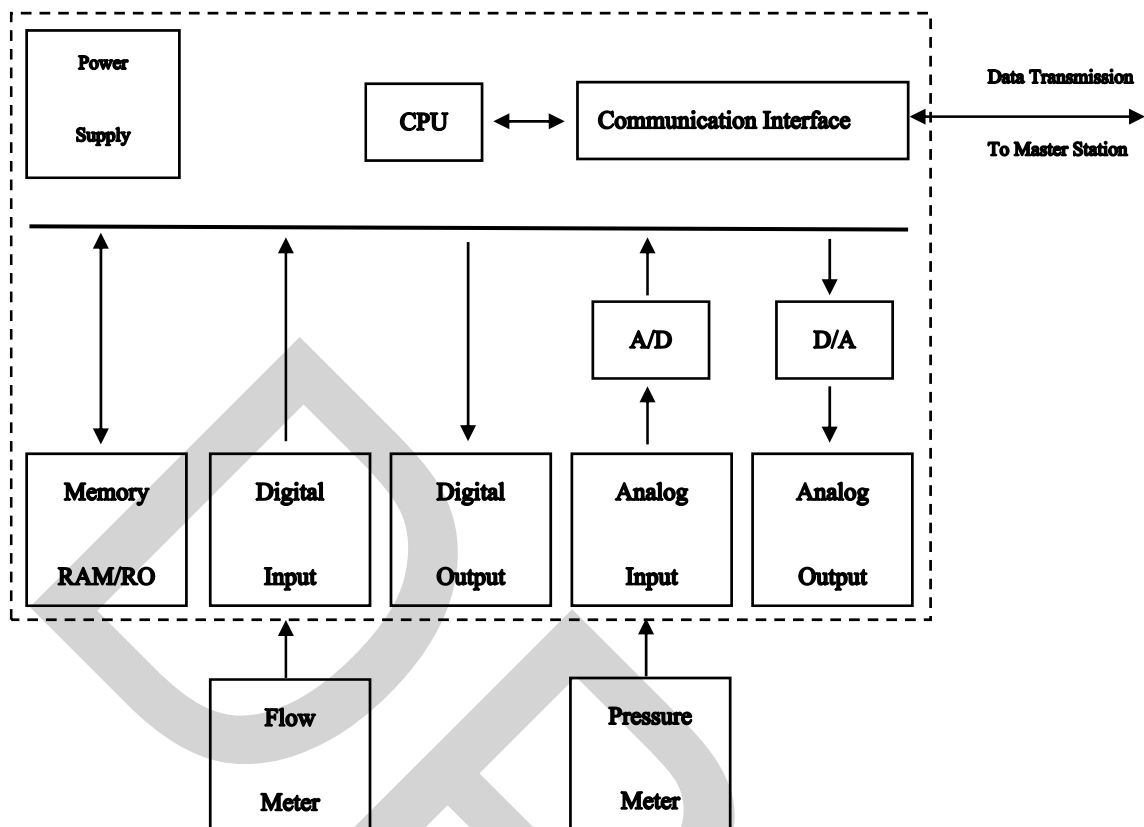 Power
Supply
CPU
Communication Interface
Data Transmission
To Master Station
A/D
D/A
Memory
RAM/RO
Digital
Input
Digital
Output
Analog
Input
Analog
Output
Flow
Meter
Pressure
Meter